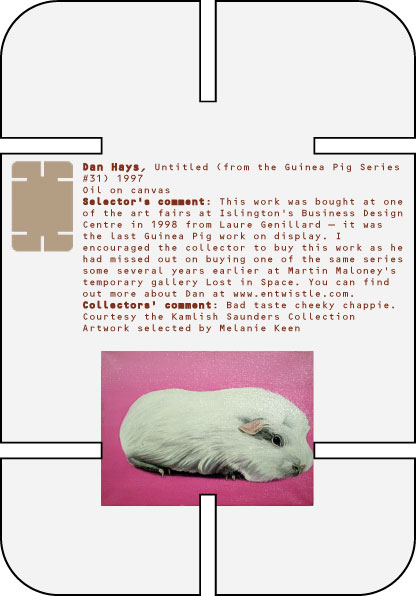 Dan Hays, Untitled (from the Guinea Pig Series
#31) 1997
Oil on canvas
Selector's comment: This work was bought at one
of the art fairs at Islington's Business Design
Centre in 1998 from Laure Genillard – it was
the last Guinea Pig work on display. I
encouraged the collector to buy this work as he
had missed out on buying one of the same series
some several years earlier at Martin Maloney's
temporary gallery Lost in Space. You can find
out more about Dan at www.entwistle.com.
Collectors' comment: Bad taste cheeky chappie.
Courtesy the Kamlish Saunders Collection
Artwork selected by Melanie Keen